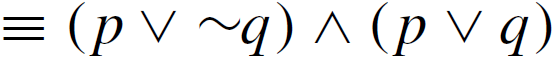 ≡ (p ∨ ~q) ∧ (p ∨ q)